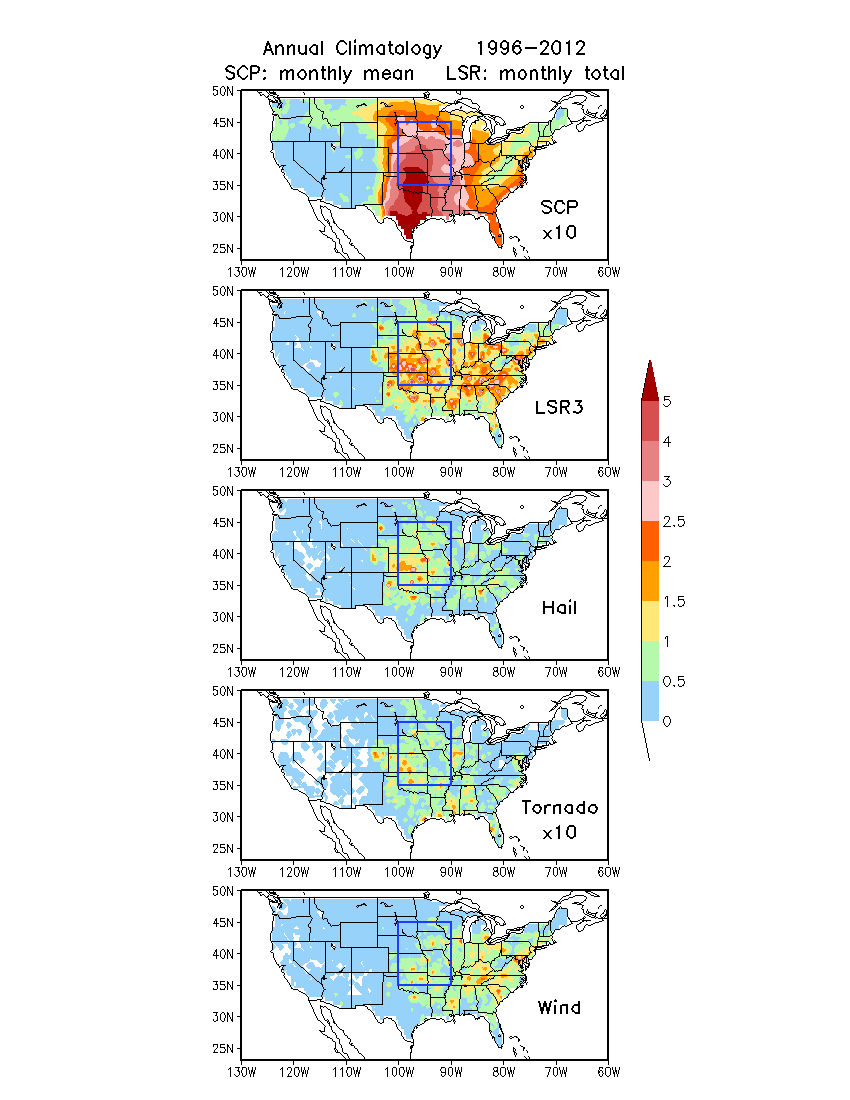 Annual Climatology 1996-2012
SCP: monthly mean LSR: monthly total
50N
45N
40N
35N
30N
25N
SCP
x10
130W 120W 110W 100W 90W 80W 70W 60W
50N
45N
40N
35N
30N
25N
LSR3
130W 120W 110W 100W 90W 80W 70W 60W
50N
45N
40N
35N
30N
25N
Hail
130W 120W 110W 100W 90W 80W 70W 60W
50N
45N
40N
35N
30N
25N
Tornado
x10
130W 120W 110W 100W 90W 80W 70W 60W
50N
45N
40N
35N
30N
25N
Wind
130W 120W 110W 100W 90W 80W 70W 60W
5
4
3
2.5
2
1.5
1
0.5
0